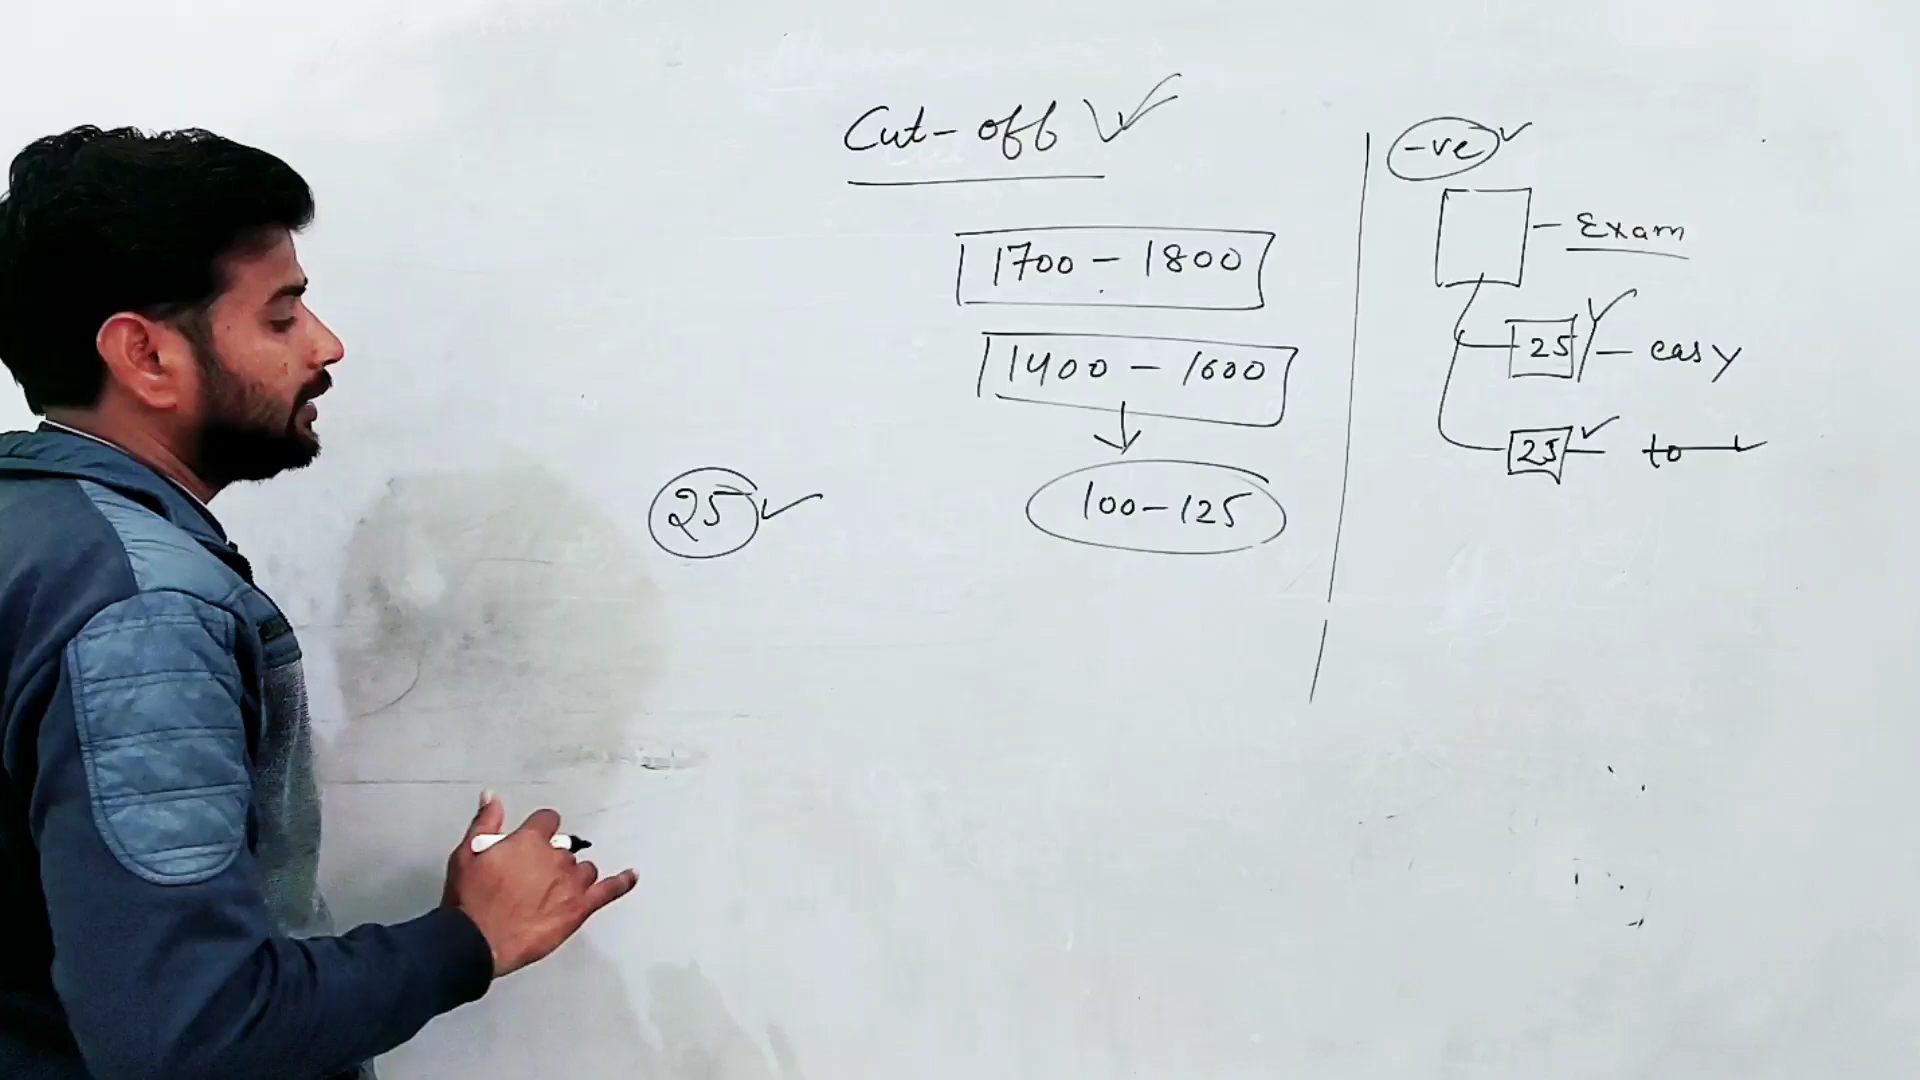 Cut-off
1700 - 1800
1400 - 1600
100-125
25
-ve
Exam
25 - easy
25